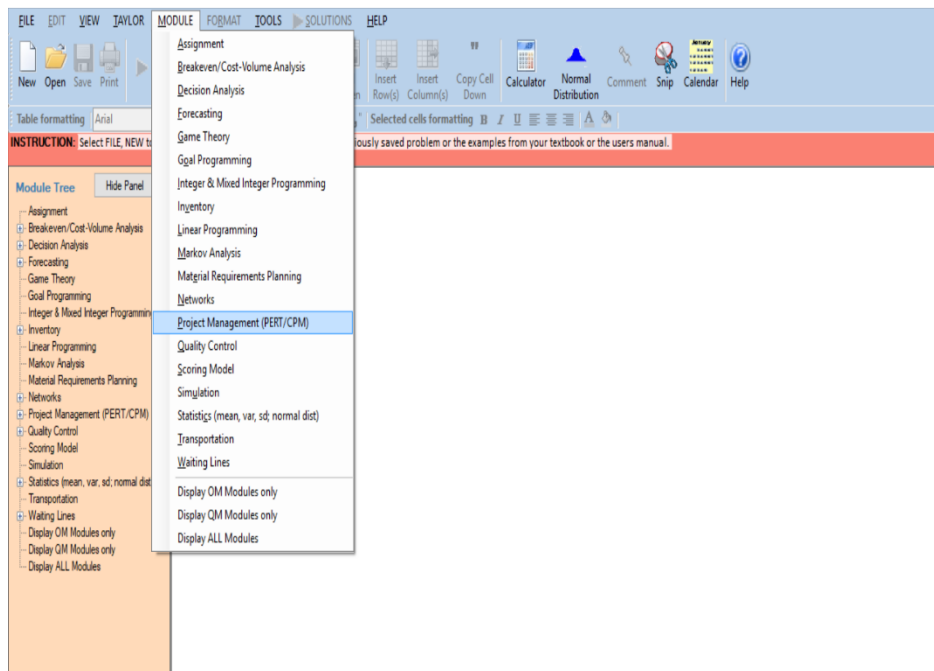 FILE EDIT VIEW TAYLOR MODULE FORMAT TOOLS SOLUTIONS HELP
New Open Save Print
Insert Row(s)
Insert Column(s)
Copy Cell Down
Calculator
Normal Distribution
Comment
Snip
Calendar
Help
Table formatting Arial
Selected cells formatting B I U A
INSTRUCTION: Select FILE, NEW to
iously saved problem or the examples from your textbook or the users manual.
Module Tree
Hide Panel
Assignment
Breakeven/Cost-Volume Analysis
Decision Analysis
Forecasting
Game Theory
Goal Programming
Integer & Mixed Integer Programmin
Inventory
Linear Programming
Markov Analysis
Material Requirements Planning
Networks
Project Management (PERT/CPM)
Quality Control
Scoring Model
Simulation
Statistics (mean, var, sd; normal dist
Transportation
Waiting Lines
Display OM Modules only
Display QM Modules only
Display ALL Modules
Assignment
Breakeven/Cost-Volume Analysis
Decision Analysis
Forecasting
Game Theory
Goal Programming
Integer & Mixed Integer Programming
Inventory
Linear Programming
Markov Analysis
Material Requirements Planning
Networks
Project Management (PERT/CPM)
Quality Control
Scoring Model
Simulation
Statistics (mean, var, sd; normal dist)
Transportation
Waiting Lines
Display OM Modules only
Display QM Modules only
Display ALL Modules